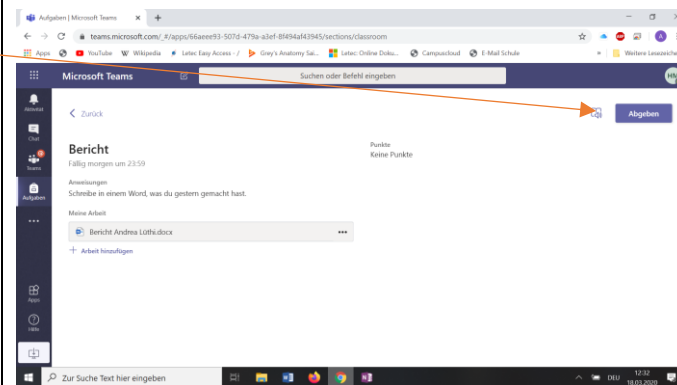 Aufgaben | Microsoft Teams
teams.microsoft.com/_#/apps/66aeee93-507d-479a-a3ef-8f494af43945/sections/classroom
Apps YouTube Wikipedia Letec Easy Access - / Grey's Anatomy Sai... Letec Online Doku... Campuscloud E-Mail Schule » Weitere Lesezeiche
Microsoft Teams Suchen oder Befehl eingeben HM
Aktivität
Chat
Teams
Aufgaben
Apps
Hilfe
Zurück Abgeben
Bericht
Fällig morgen um 23:59
Punkte
Keine Punkte
Anweisungen
Schreibe in einem Word, was du gestern gemacht hast.
Meine Arbeit
Bericht Andrea Lüthi.docx
+ Arbeit hinzufügen
Zur Suche Text hier eingeben DEU 12:32
18.03.2020